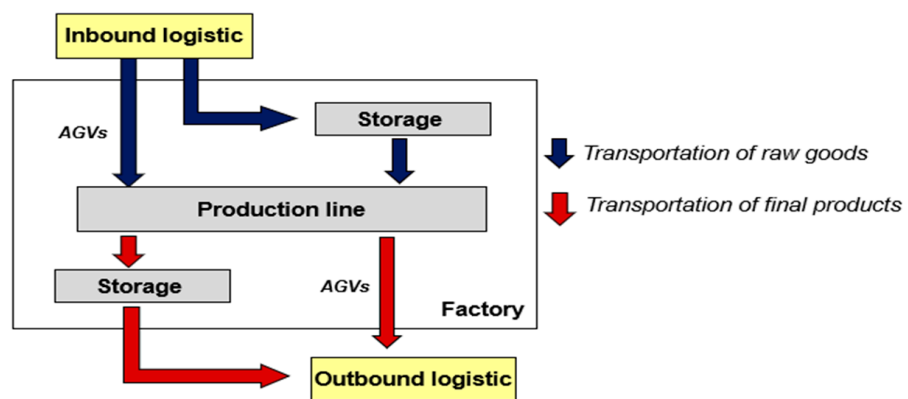 Inbound logistic
AGVs
Storage
Transportation of raw goods
Production line
Transportation of final products
Storage
AGVs
Factory
Outbound logistic